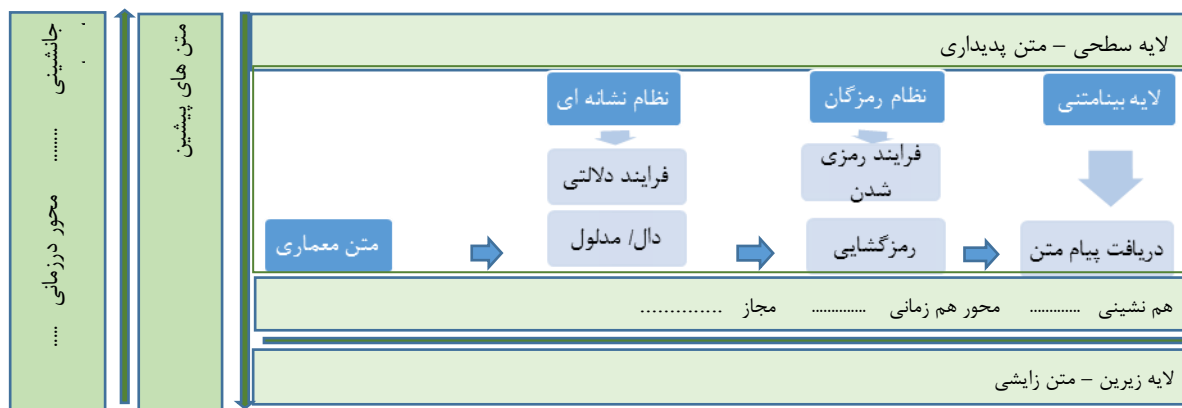 لایه سطحی – متن پدیداری
لایه بینامتنی
نظام رمزگان
نظام نشانه ای
فرایند رمزی
شدن
فرایند دلالتی
دریافت پیام متن
رمزگشایی
دال/ مدلول
متن معماری
هم نشینی ............. محور هم زمانی .............. مجاز ..............
لایه زیرین – متن زایشی
متن های پیشین
جانشینی ........ محور درزمانی .....